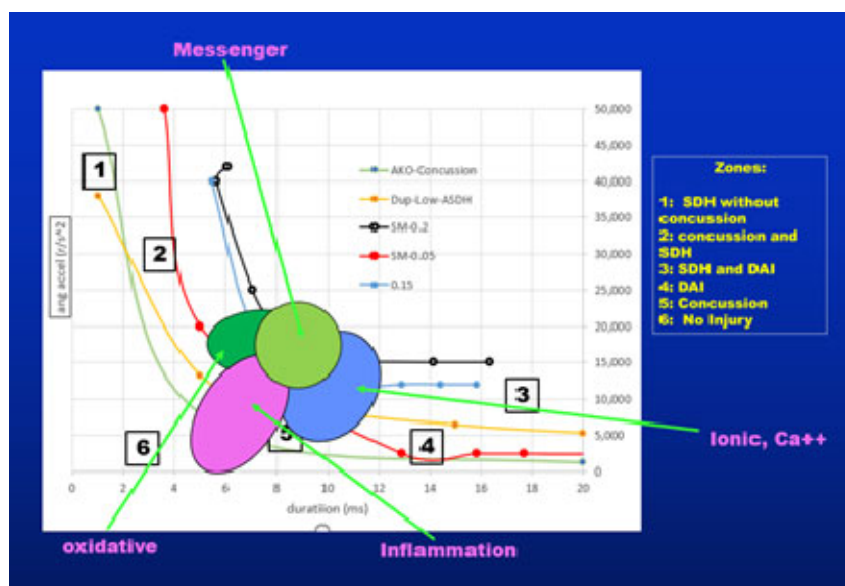 Messenger
50,000
45,000
40,000
35,000
30,000
25,000
20,000
15,000
10,000
5,000
0
ang accel (r/s^2
1
2
3
4
5
6
AKO-Concussion
Dup-Low-ASDH
SM-0.2
SM-0.05
0.15
0 2 4 6 8 10 12 14 16 18 20
duratiion (ms)
Zones:
1: SDH without
concussion
2: concussion and
SDH
3: SDH and DAI
4: DAI
5: Concussion
6: No Injury
Ionic, Ca++
oxidative
Inflammation